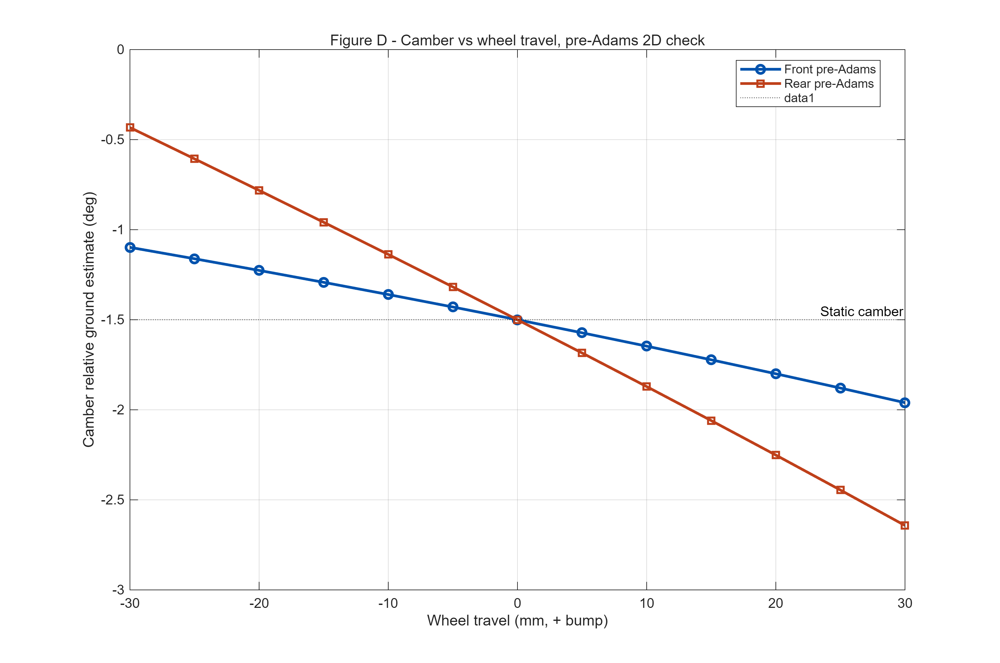 Figure D - Camber vs wheel travel, pre-Adams 2D check
Front pre-Adams
Rear pre-Adams
data1
Static camber
Camber relative ground estimate (deg)
0
-0.5
-1
-1.5
-2
-2.5
-3
-30
-20
-10
0
10
20
30
Wheel travel (mm, + bump)